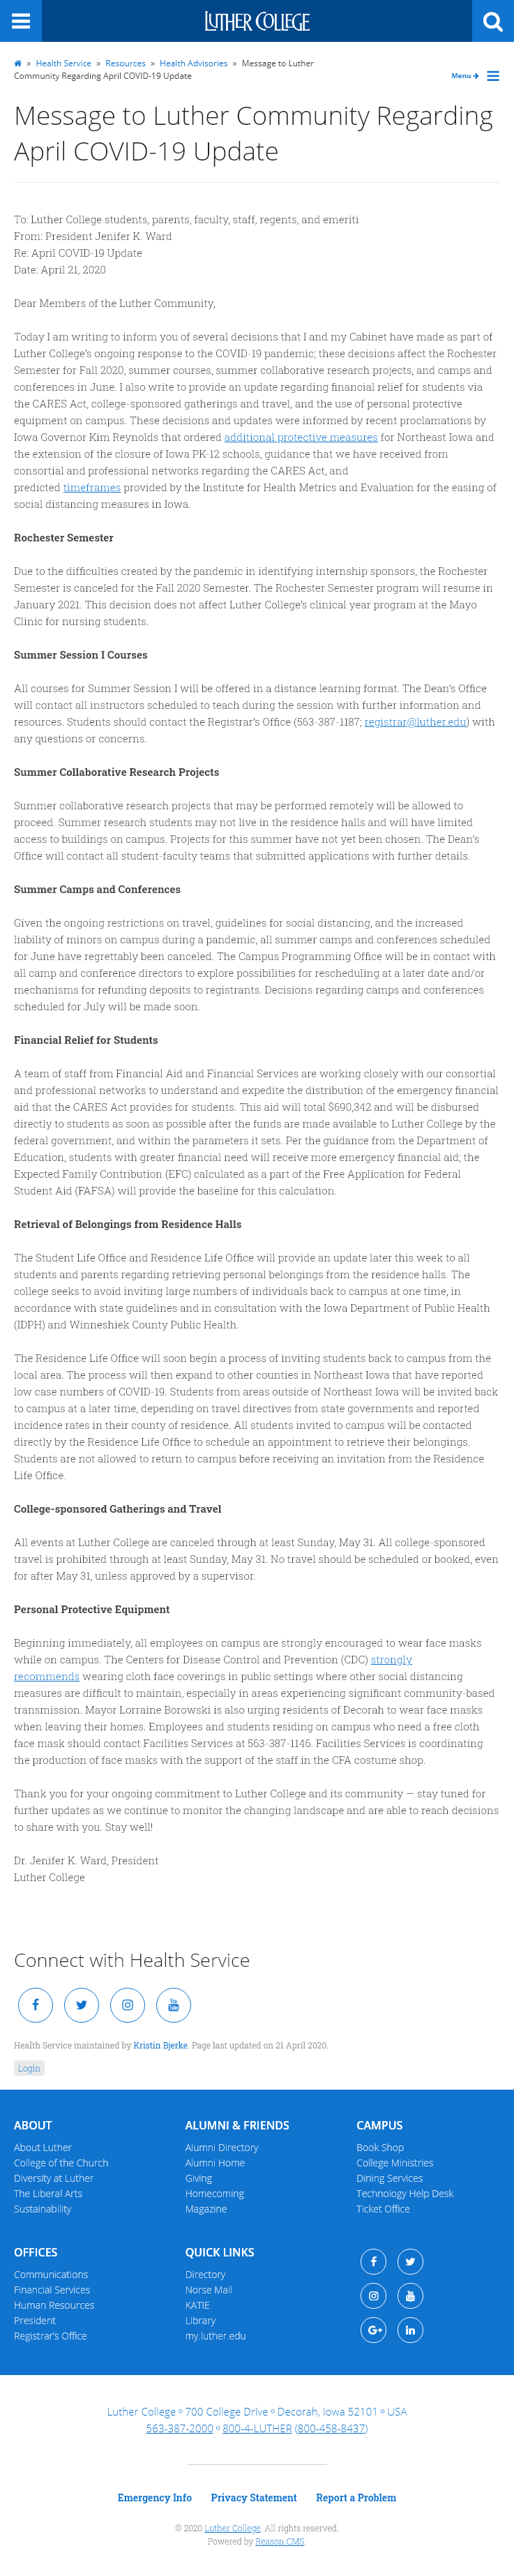 LUTHER COLLEGE
» Health Service » Resources » Health Advisories » Message to Luther
Community Regarding April COVID-19 Update
Menu
Message to Luther Community Regarding
April COVID-19 Update
To: Luther College students, parents, faculty, staff, regents, and emeriti
From: President Jenifer K. Ward
Re: April COVID-19 Update
Date: April 21, 2020
Dear Members of the Luther Community,
Today I am writing to inform you of several decisions that I and my Cabinet have made as part of
Luther College's ongoing response to the COVID-19 pandemic; these decisions affect the Rochester
Semester for Fall 2020, summer courses, summer collaborative research projects, and camps and
conferences in June. I also write to provide an update regarding financial relief for students via
the CARES Act, college-sponsored gatherings and travel, and the use of personal protective
equipment on campus. These decisions and updates were informed by recent proclamations by
Iowa Governor Kim Reynolds that ordered additional protective measures for Northeast Iowa and
the extension of the closure of Iowa PK-12 schools, guidance that we have received from
consortial and professional networks regarding the CARES Act, and
predicted timeframes provided by the Institute for Health Metrics and Evaluation for the easing of
social distancing measures in Iowa.
Rochester Semester
Due to the difficulties created by the pandemic in identifying internship sponsors, the Rochester
Semester is canceled for the Fall 2020 Semester. The Rochester Semester program will resume in
January 2021. This decision does not affect Luther College's clinical year program at the Mayo
Clinic for nursing students.
Summer Session I Courses
All courses for Summer Session I will be offered in a distance learning format. The Dean's Office
will contact all instructors scheduled to teach during the session with further information and
resources. Students should contact the Registrar's Office (563-387-1187; registrar@luther.edu) with
any questions or concerns.
Summer Collaborative Research Projects
Summer collaborative research projects that may be performed remotely will be allowed to
proceed. Summer research students may not live in the residence halls and will have limited
access to buildings on campus. Projects for this summer have not yet been chosen. The Dean's
Office will contact all student-faculty teams that submitted applications with further details.
Summer Camps and Conferences
Given the ongoing restrictions on travel, guidelines for social distancing, and the increased
liability of minors on campus during a pandemic, all summer camps and conferences scheduled
for June have regrettably been canceled. The Campus Programming Office will be in contact with
all camp and conference directors to explore possibilities for rescheduling at a later date and/or
mechanisms for refunding deposits to registrants. Decisions regarding camps and conferences
scheduled for July will be made soon.
Financial Relief for Students
A team of staff from Financial Aid and Financial Services are working closely with our consortial
and professional networks to understand and expedite the distribution of the emergency financial
aid that the CARES Act provides for students. This aid will total $690,342 and will be disbursed
directly to students as soon as possible after the funds are made available to Luther College by the
federal government, and within the parameters it sets. Per the guidance from the Department of
Education, students with greater financial need will receive more emergency financial aid; the
Expected Family Contribution (EFC) calculated as a part of the Free Application for Federal
Student Aid (FAFSA) will provide the baseline for this calculation.
Retrieval of Belongings from Residence Halls
The Student Life Office and Residence Life Office will provide an update later this week to all
students and parents regarding retrieving personal belongings from the residence halls. The
college seeks to avoid inviting large numbers of individuals back to campus at one time, in
accordance with state guidelines and in consultation with the Iowa Department of Public Health
(IDPH) and Winneshiek County Public Health.
The Residence Life Office will soon begin a process of inviting students back to campus from the
local area. The process will then expand to other counties in Northeast Iowa that have reported
low case numbers of COVID-19. Students from areas outside of Northeast Iowa will be invited back
to campus at a later time, depending on travel directives from state governments and reported
incidence rates in their county of residence. All students invited to campus will be contacted
directly by the Residence Life Office to schedule an appointment to retrieve their belongings.
Students are not allowed to return to campus before receiving an invitation from the Residence
Life Office.
College-sponsored Gatherings and Travel
All events at Luther College are canceled through at least Sunday, May 31. All college-sponsored
travel is prohibited through at least Sunday, May 31. No travel should be scheduled or booked, even
for after May 31, unless approved by a supervisor.
Personal Protective Equipment
Beginning immediately, all employees on campus are strongly encouraged to wear face masks
while on campus. The Centers for Disease Control and Prevention (CDC) strongly
recommends wearing cloth face coverings in public settings where other social distancing
measures are difficult to maintain, especially in areas experiencing significant community-based
transmission. Mayor Lorraine Borowski is also urging residents of Decorah to wear face masks
when leaving their homes. Employees and students residing on campus who need a free cloth
face mask should contact Facilities Services at 563-387-1146. Facilities Services is coordinating
the production of face masks with the support of the staff in the CFA costume shop.
Thank you for your ongoing commitment to Luther College and its community — stay tuned for
further updates as we continue to monitor the changing landscape and are able to reach decisions
to share with you. Stay well!
Dr. Jenifer K. Ward, President
Luther College
Connect with Health Service
Health Service maintained by Kristin Bjerke. Page last updated on 21 April 2020.
Login
ABOUT
About Luther
College of the Church
Diversity at Luther
The Liberal Arts
Sustainability
ALUMNI & FRIENDS
Alumni Directory
Alumni Home
Giving
Homecoming
Magazine
CAMPUS
Book Shop
College Ministries
Dining Services
Technology Help Desk
Ticket Office
OFFICES
Communications
Financial Services
Human Resources
President
Registrar's Office
QUICK LINKS
Directory
Norse Mail
KATIE
Library
my.luther.edu
Luther College º 700 College Drive º Decorah, Iowa 52101 º USA
563-387-2000 º 800-4-LUTHER (800-458-8437)
Emergency Info Privacy Statement Report a Problem
© 2020 Luther College. All rights reserved.
Powered by Reason CMS.